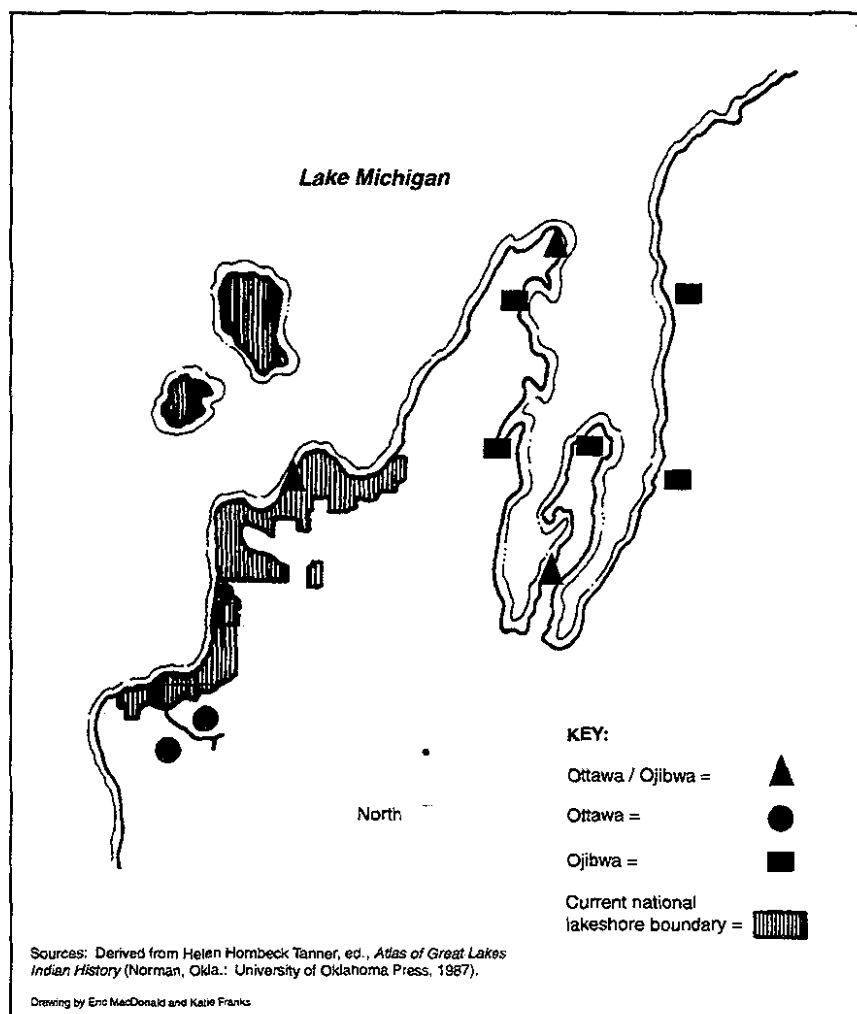 Lake Michigan
KEY:
Ottawa / Ojibwa =
Ottawa =
Ojibwa =
Current national
lakeshore boundary =
North
Sources: Derived from Helen Hornbeck Tanner, ed., Atlas of Great Lakes
Indian History (Norman, Okla.: University of Oklahoma Press, 1987).
Drawing by Eric MacDonald and Katie Franks